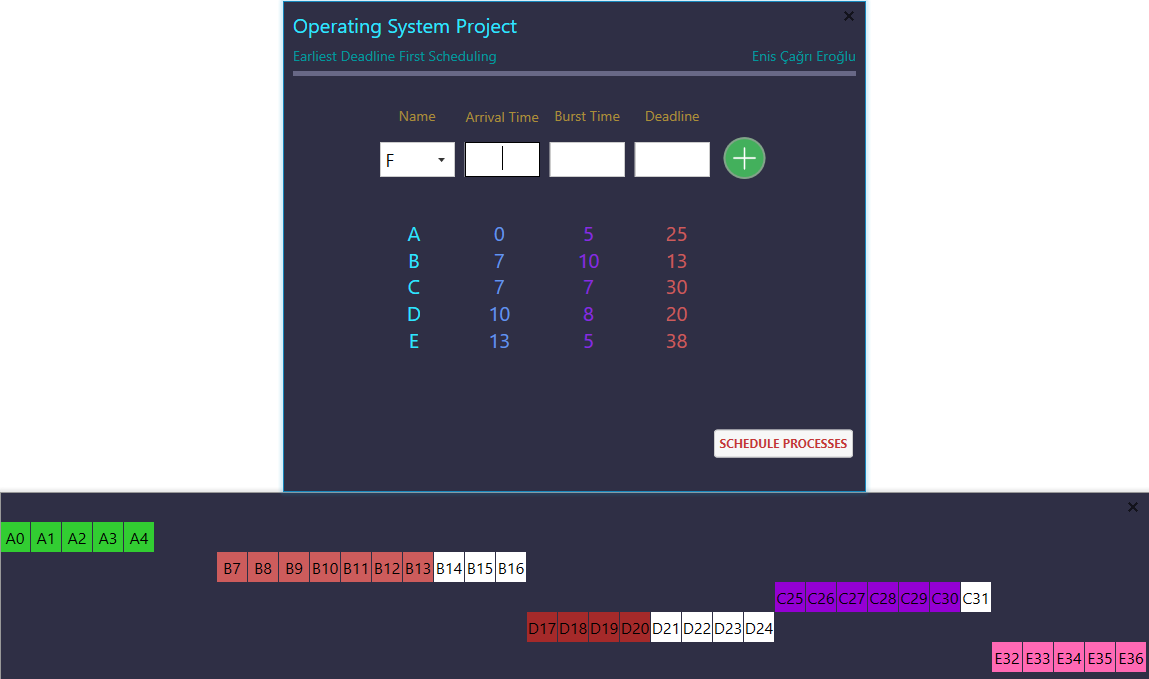 Operating System Project
Earliest Deadline First Scheduling Enis Çağrı Eroğlu
Name Arrival Time Burst Time Deadline
F
A 0 5 25
B 7 10 13
C 7 7 30
D 10 8 20
E 13 5 38
SCHEDULE PROCESSES
A0 A1 A2 A3 A4
B7 B8 B9 B10 B11 B12 B13 B14 B15 B16
C25 C26 C27 C28 C29 C30 C31
D17 D18 D19 D20 D21 D22 D23 D24
E32 E33 E34 E35 E36